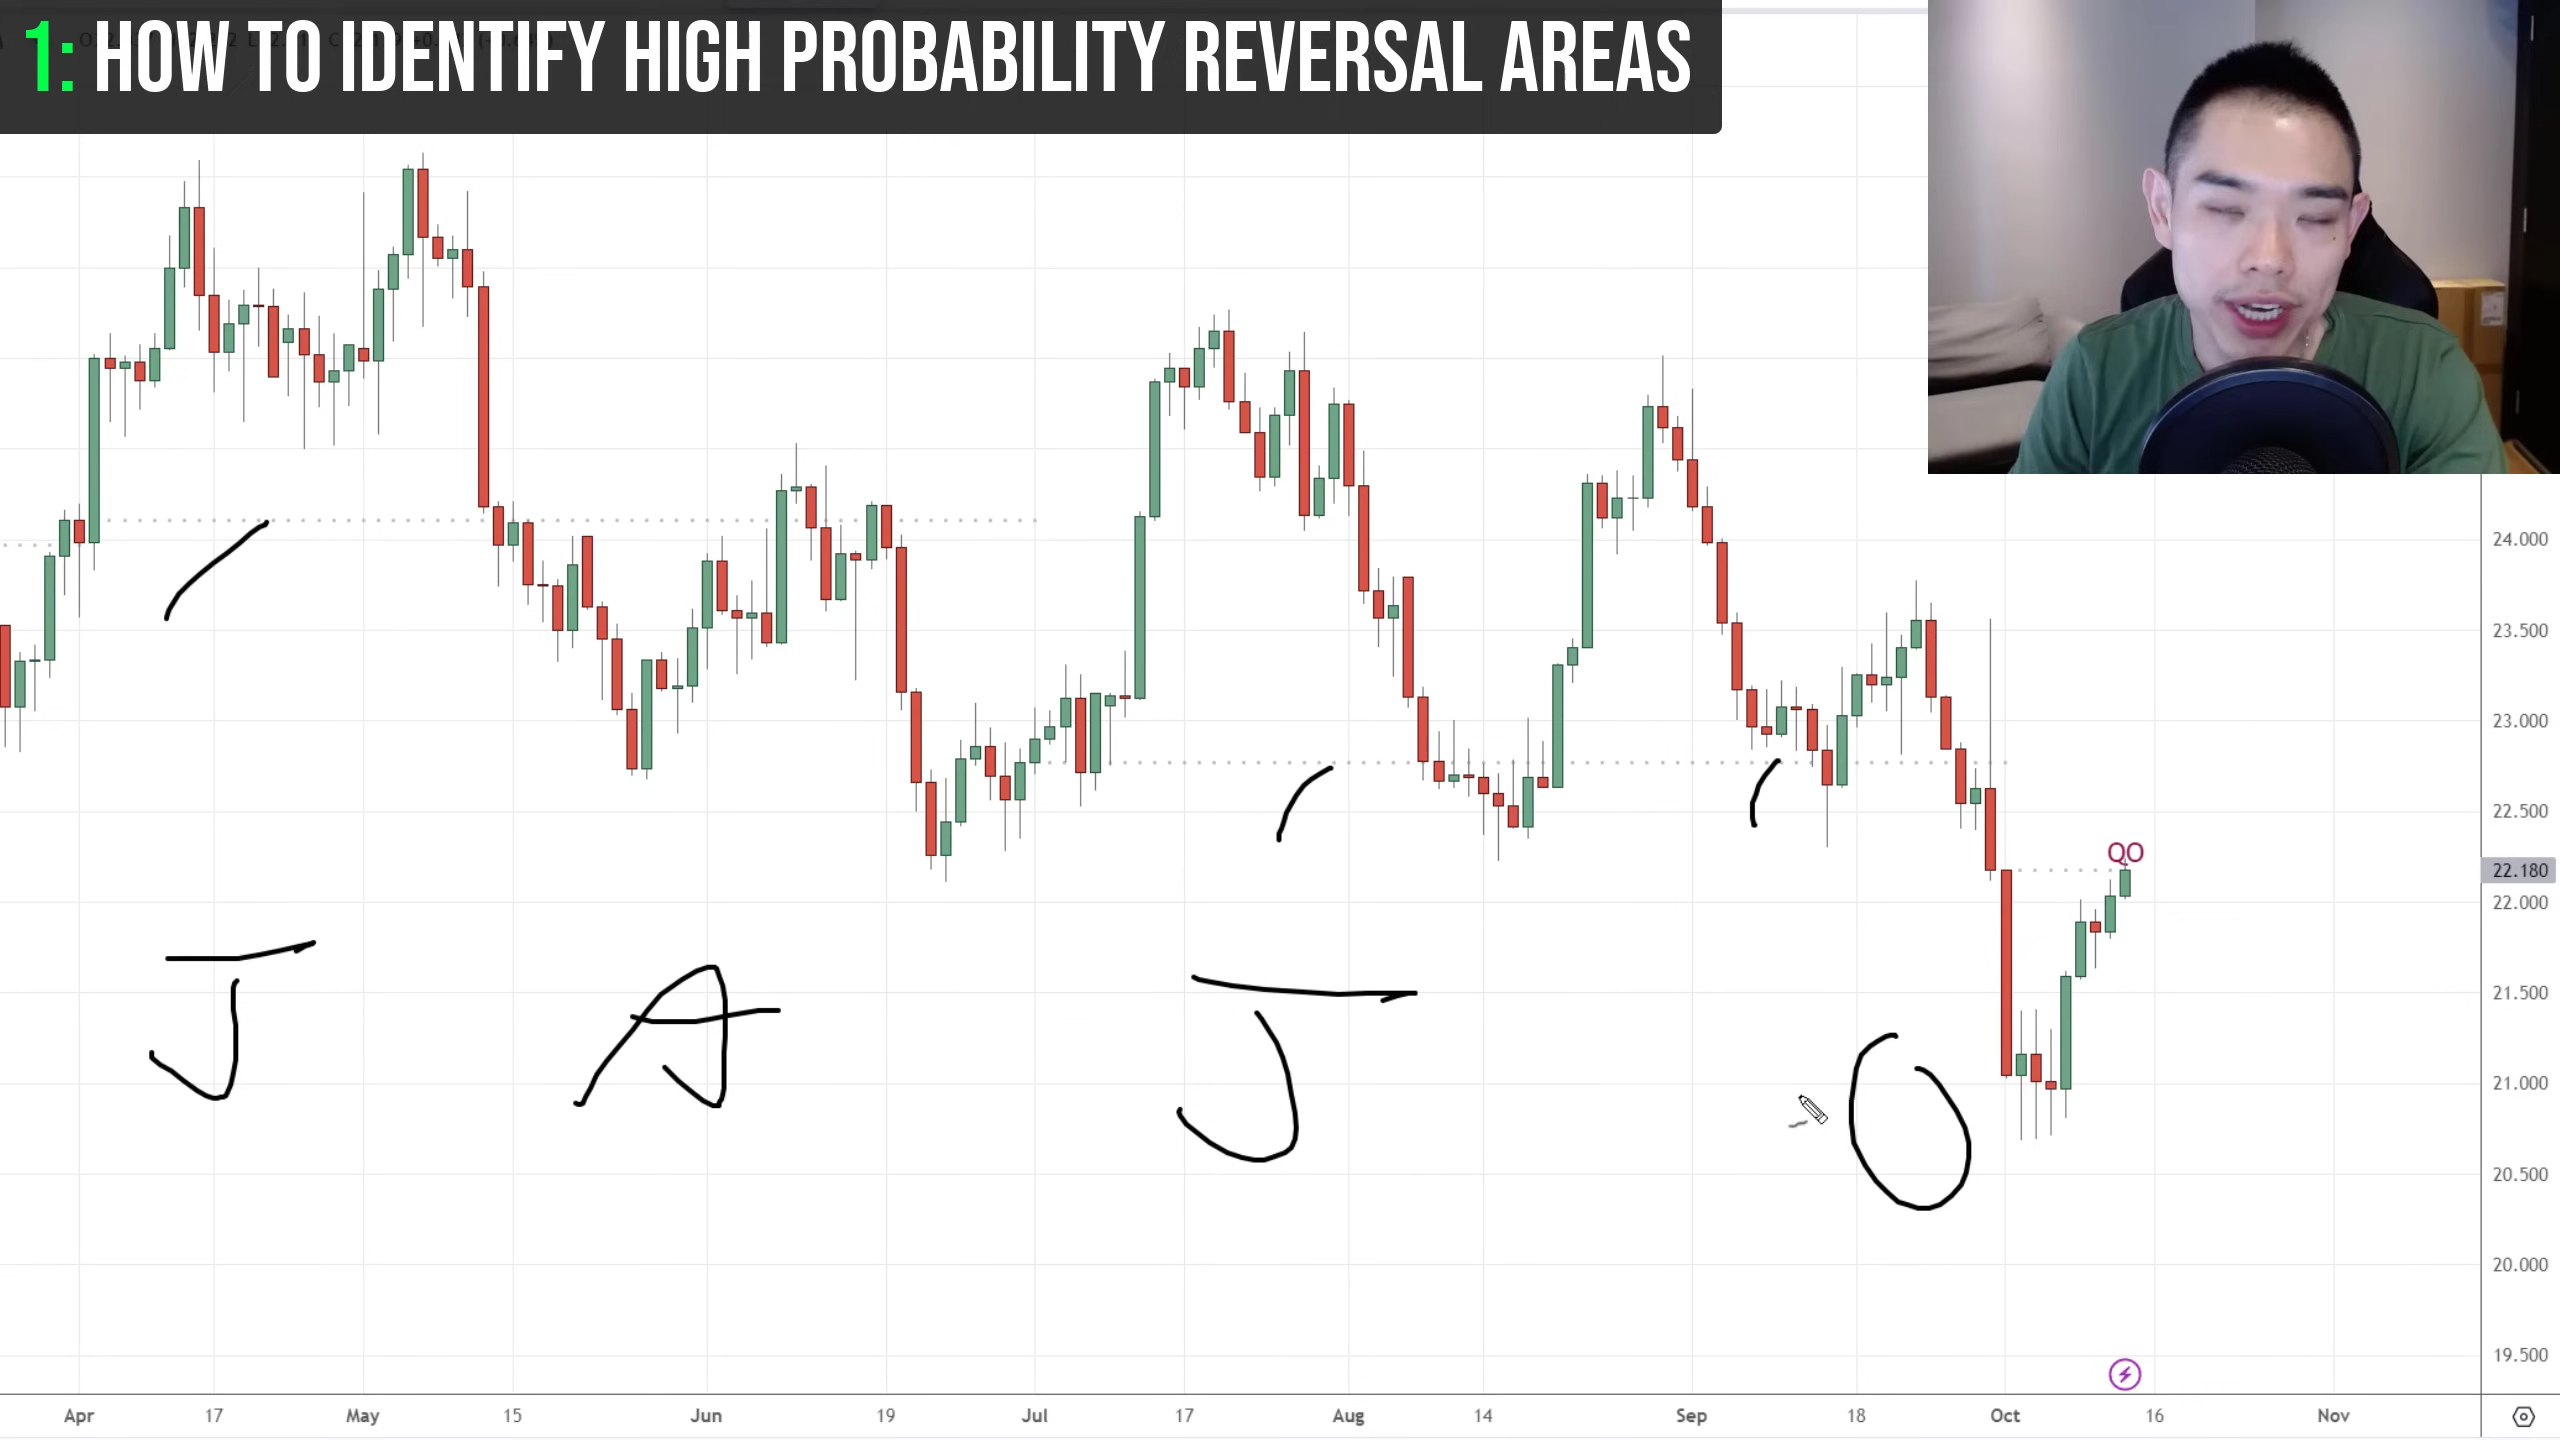 1: HOW TO IDENTIFY HIGH PROBABILITY REVERSAL AREAS
24.000
23.500
23.000
22.500
QO
22.180
22.000
21.500
21.000
20.500
20.000
19.500
J A J O
Apr 17 May 15 Jun 19 Jul 17 Aug 14 Sep 18 Oct 16 Nov